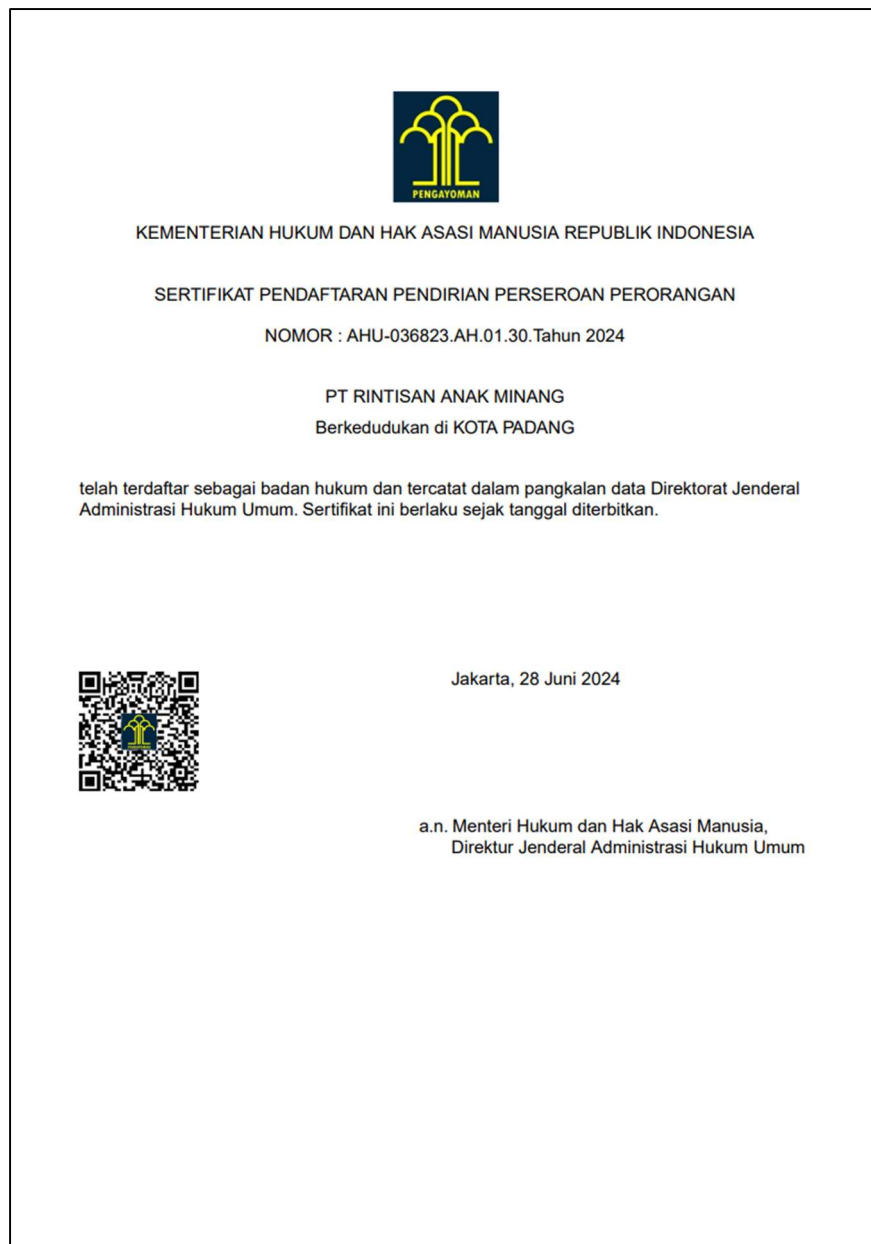 PENGAYOMAN
KEMENTERIAN HUKUM DAN HAK ASASI MANUSIA REPUBLIK INDONESIA
SERTIFIKAT PENDAFTARAN PENDIRIAN PERSEROAN PERORANGAN
NOMOR : AHU-036823.AH.01.30.Tahun 2024
PT RINTISAN ANAK MINANG
Berkedudukan di KOTA PADANG
telah terdaftar sebagai badan hukum dan tercatat dalam pangkalan data Direktorat Jenderal
Administrasi Hukum Umum. Sertifikat ini berlaku sejak tanggal diterbitkan.
Jakarta, 28 Juni 2024
PENGAYOMAN
a.n. Menteri Hukum dan Hak Asasi Manusia,
Direktur Jenderal Administrasi Hukum Umum